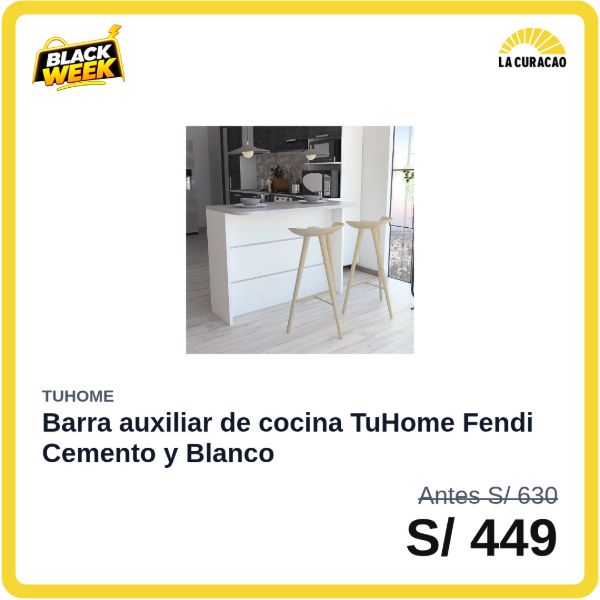 BLACK
WEEK
LA CURACAO
TUHOME
Barra auxiliar de cocina TuHome Fendi
Cemento y Blanco
Antes S/ 630
S/ 449